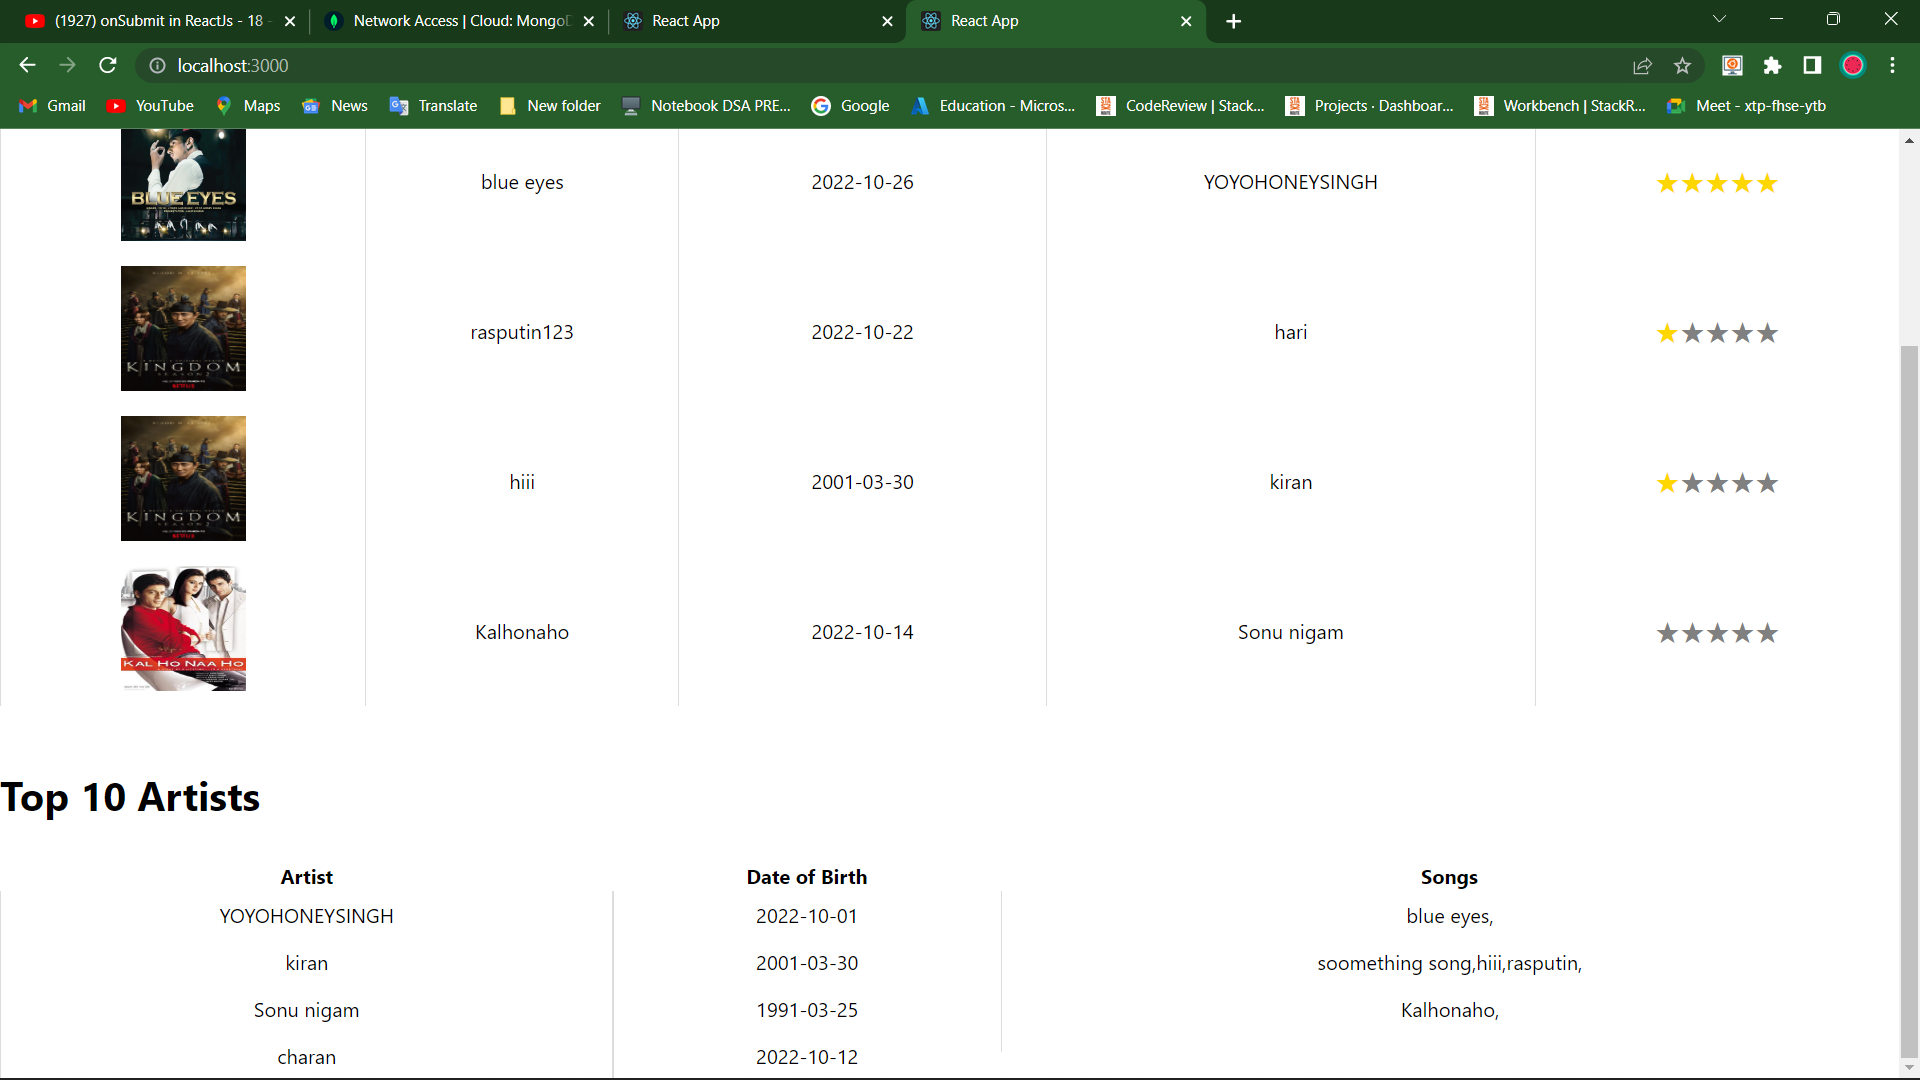 (1927) onSubmit in ReactJs - 18 -
Network Access | Cloud: MongoD
React App
React App
localhost:3000
Gmail
YouTube
Maps
News
Translate
New folder
Notebook DSA PRE...
Google
Education - Micros...
CodeReview | Stack...
Projects · Dashboar...
Workbench | StackR...
Meet - xtp-fhse-ytb
BLUE EYES
blue eyes 2022-10-26 YOYOHONEYSINGH
KINGDOM
rasputin123 2022-10-22 hari
KINGDOM
hiii 2001-03-30 kiran
KAL HO NAA HO
Kalhonaho 2022-10-14 Sonu nigam
Top 10 Artists
Artist Date of Birth Songs
YOYOHONEYSINGH 2022-10-01 blue eyes,
kiran 2001-03-30 soomething song,hiii,rasputin,
Sonu nigam 1991-03-25 Kalhonaho,
charan 2022-10-12